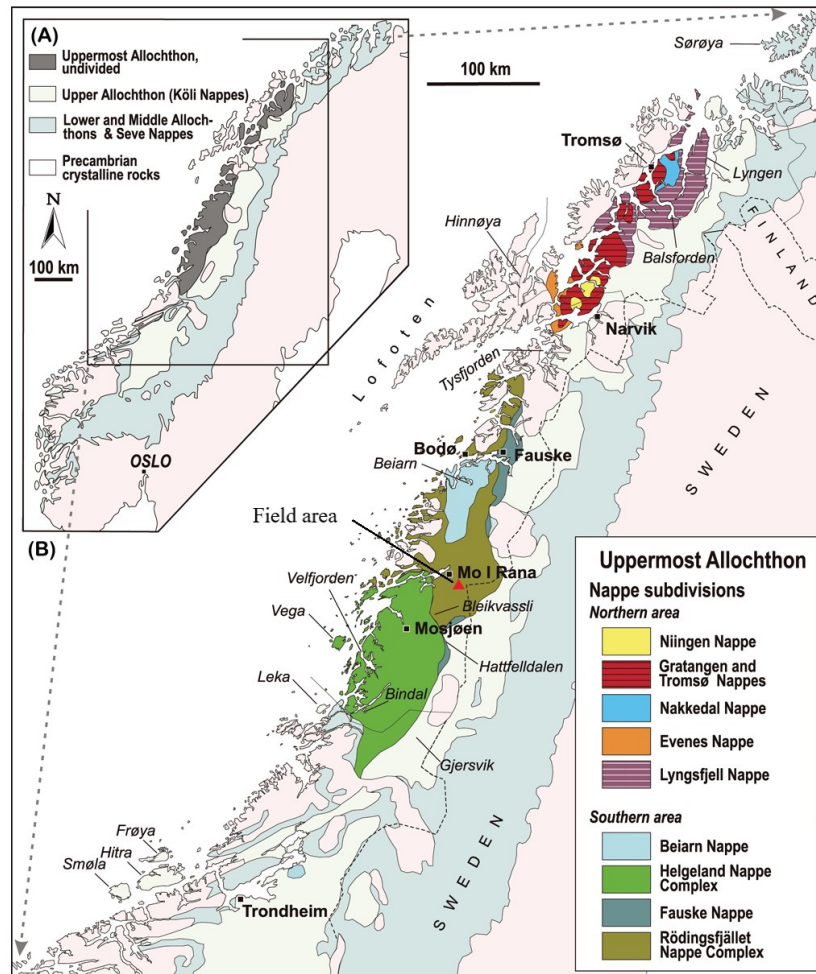 (A)
Uppermost Allochthon,
undivided
Upper Allochthon (Köli Nappes)
Lower and Middle Alloch-
thons & Seve Nappes
Precambrian
crystalline rocks
N
100 km
OSLO
(B)
100 km
Sørøya
Tromsø
Lyngen
Hinnøya
Balsforden
FINLAND
Lofoten
Narvik
Tysfjorden
SWEDEN
Bodø
Fauske
Beiarn
Field area
Mo I Rana
Velfjorden
Bleikvassli
Vega
Mosjøen
Hattfelldalen
Leka
Bindal
Gjersvik
SWEDEN
Frøya
Hitra
Smøla
Trondheim
Uppermost Allochthon
Nappe subdivisions
Northern area
Niingen Nappe
Gratangen and
Tromsø Nappes
Nakkedal Nappe
Evenes Nappe
Lyngsfjell Nappe
Southern area
Beiarn Nappe
Helgeland Nappe
Complex
Fauske Nappe
Rödingsfjället
Nappe Complex